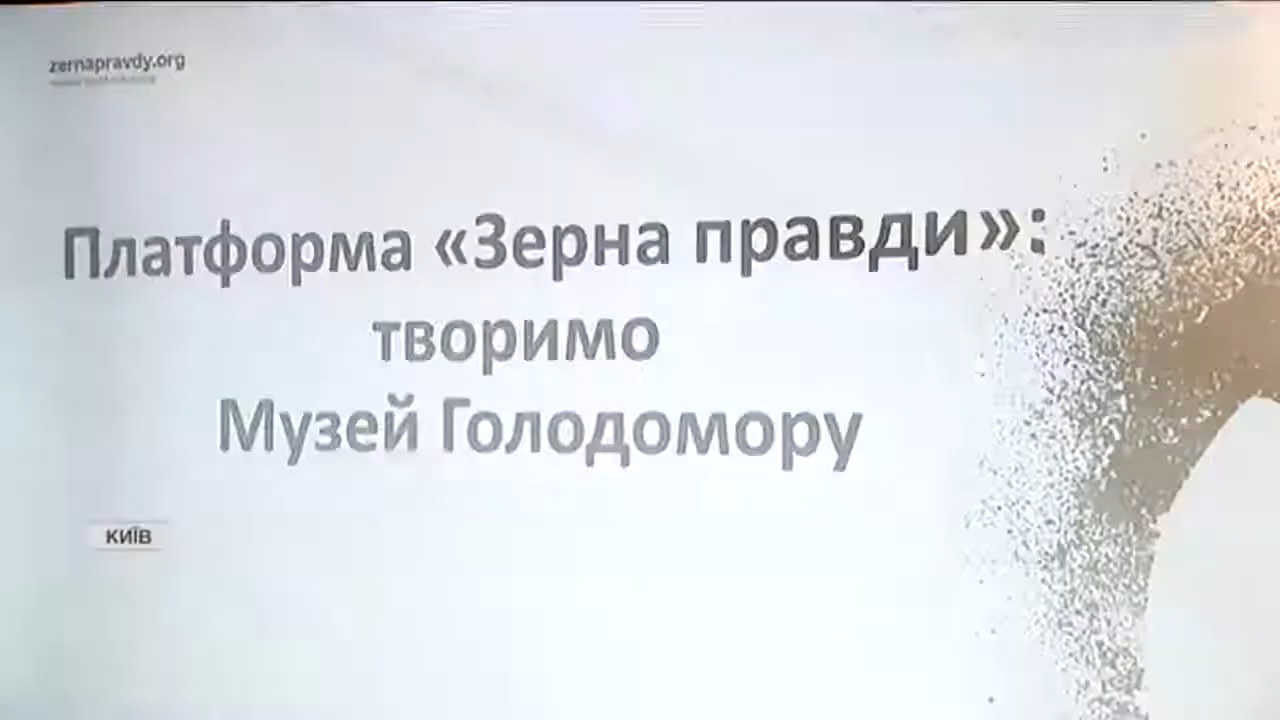 zernapravdy.org
Платформа «Зерна правди»:
творимо
Музей Голодомору
КИЇВ